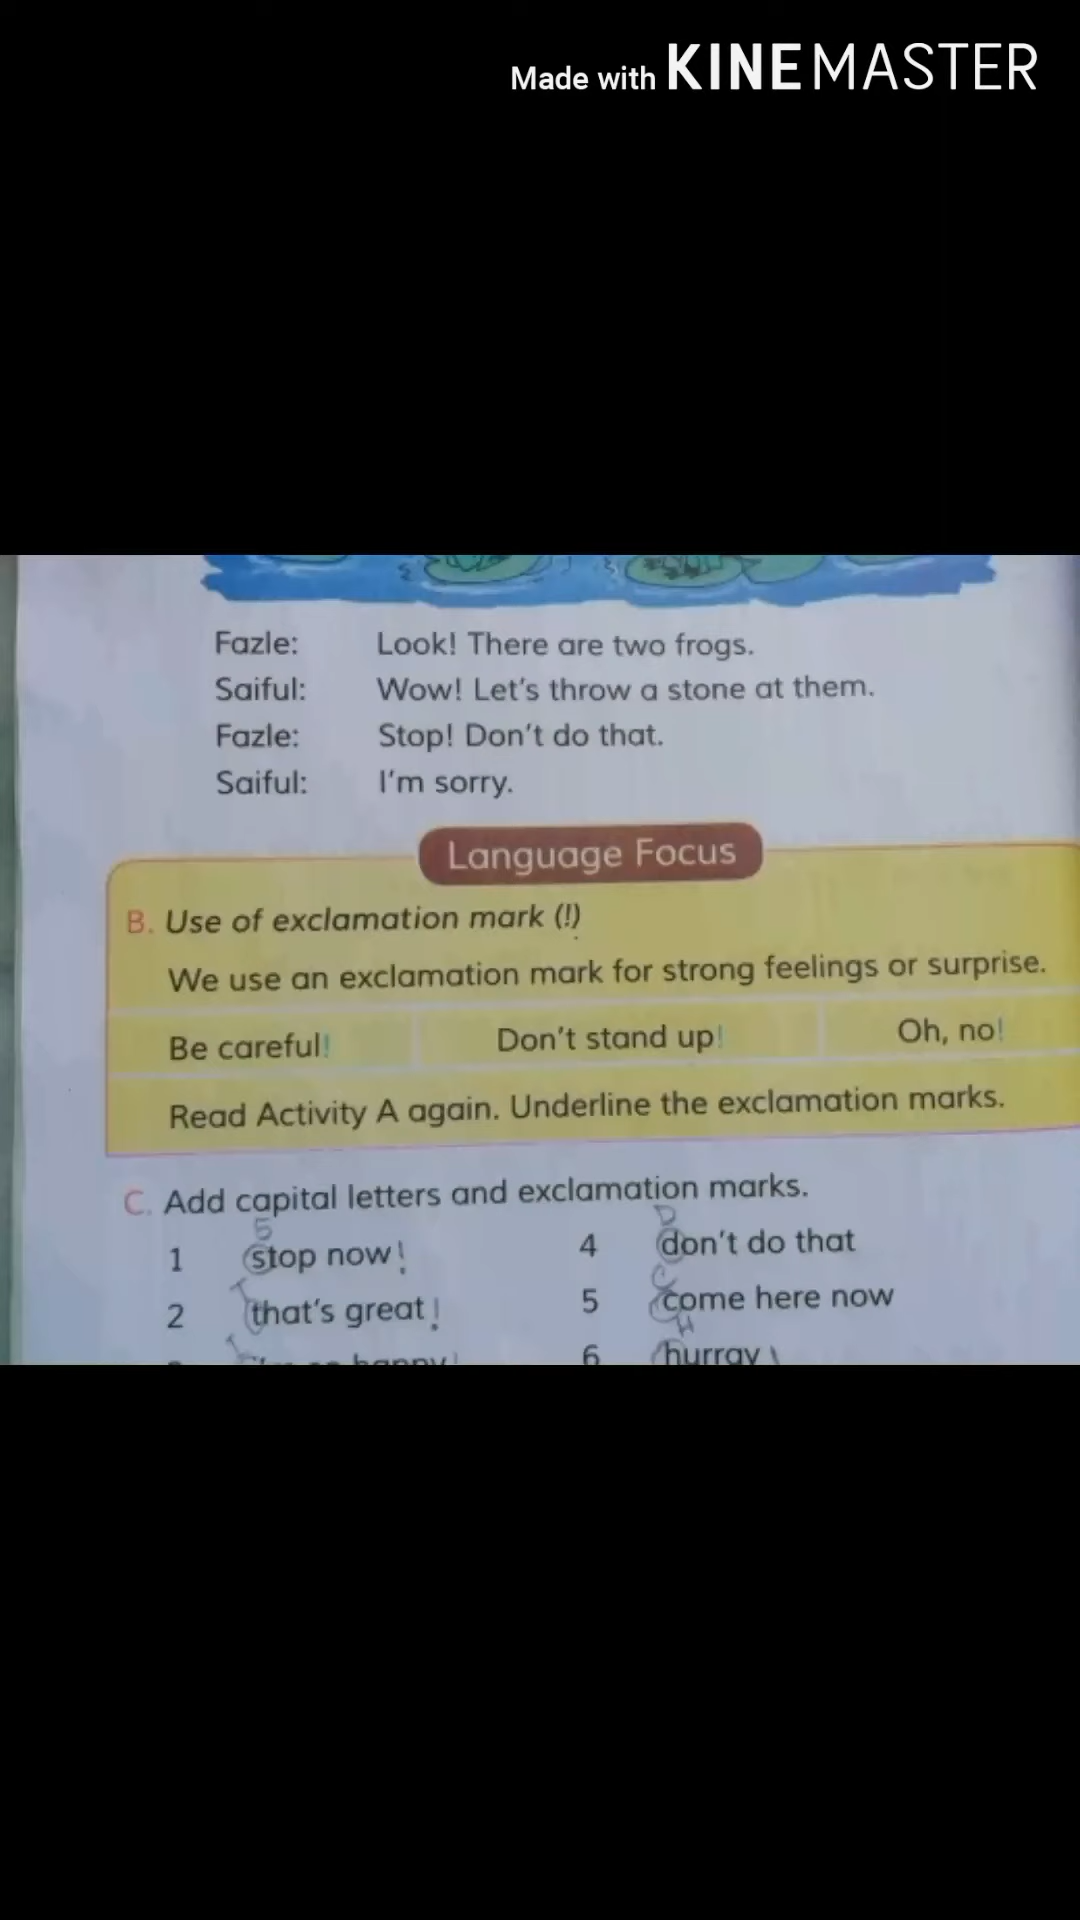 Made with KINEMASTER
Fazle: Look! There are two frogs.
Saiful: Wow! Let's throw a stone at them.
Fazle: Stop! Don't do that.
Saiful: I'm sorry.
Language Focus
B. Use of exclamation mark (!)
We use an exclamation mark for strong feelings or surprise.
Be careful! Don't stand up! Oh, no!
Read Activity A again. Underline the exclamation marks.
C. Add capital letters and exclamation marks.
S D
1 stop now! 4 don't do that
T C
2 that's great! 5 come here now
I H
happy! 6 hurray